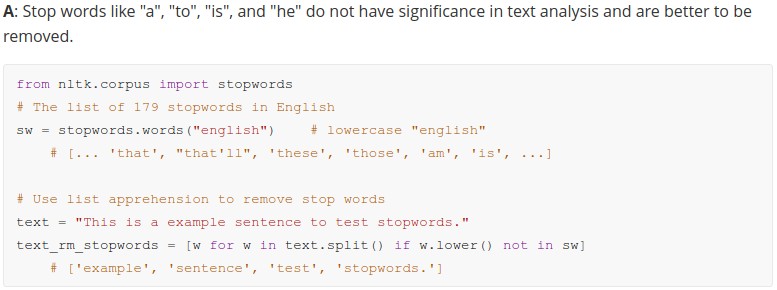 A: Stop words like "a", "to", "is", and "he" do not have significance in text analysis and are better to be
removed.
from nltk.corpus import stopwords
# The list of 179 stopwords in English
sw = stopwords.words("english")    # lowercase "english"
    # [... 'that', "that'll", 'these', 'those', 'am', 'is', ...]
# Use list apprehension to remove stop words
text = "This is a example sentence to test stopwords."
text_rm_stopwords = [w for w in text.split() if w.lower() not in sw]
    # ['example', 'sentence', 'test', 'stopwords.']